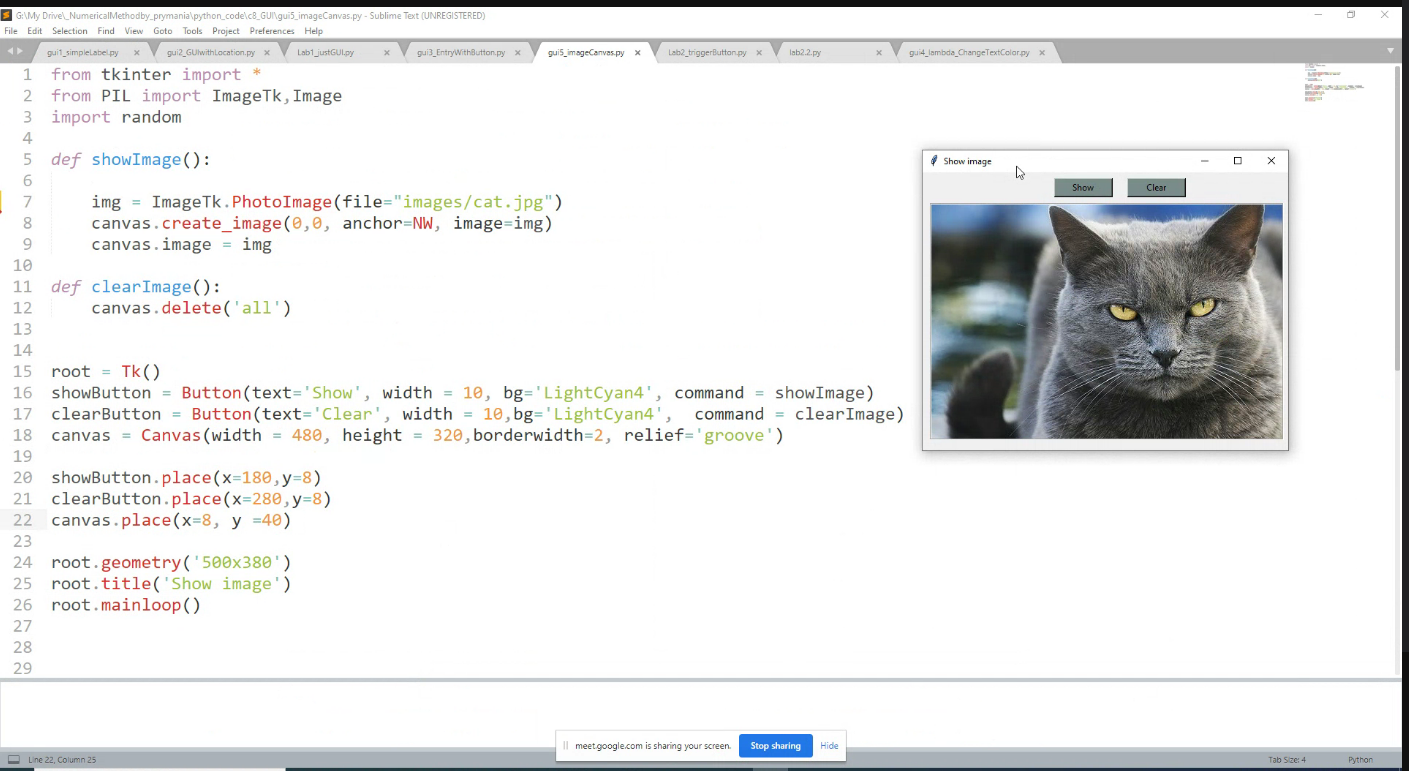 G:\My Drive\_NumericalMethodby_prymania\python_code\c8_GUI\gui5_imageCanvas.py - Sublime Text (UNREGISTERED)
File Edit Selection Find View Goto Tools Project Preferences Help
gui1_simpleLabel.py gui2_GUIwithLocation.py Lab1_justGUI.py gui3_EntryWithButton.py gui5_imageCanvas.py Lab2_triggerButton.py lab2.2.py gui4_lambda_ChangeTextColor.py
1 from tkinter import *
2 from PIL import ImageTk,Image
3 import random
4
5 def showImage():
6
7 img = ImageTk.PhotoImage(file="images/cat.jpg")
8 canvas.create_image(0,0, anchor=NW, image=img)
9 canvas.image = img
10
11 def clearImage():
12 canvas.delete('all')
13
14
15 root = Tk()
16 showButton = Button(text='Show', width = 10, bg='LightCyan4', command = showImage)
17 clearButton = Button(text='Clear', width = 10,bg='LightCyan4',  command = clearImage)
18 canvas = Canvas(width = 480, height = 320,borderwidth=2, relief='groove')
19
20 showButton.place(x=180,y=8)
21 clearButton.place(x=280,y=8)
22 canvas.place(x=8, y =40)
23
24 root.geometry('500x380')
25 root.title('Show image')
26 root.mainloop()
27
28
29
Show image
Show Clear
meet.google.com is sharing your screen. Stop sharing Hide
Line 22, Column 25 Tab Size: 4 Python